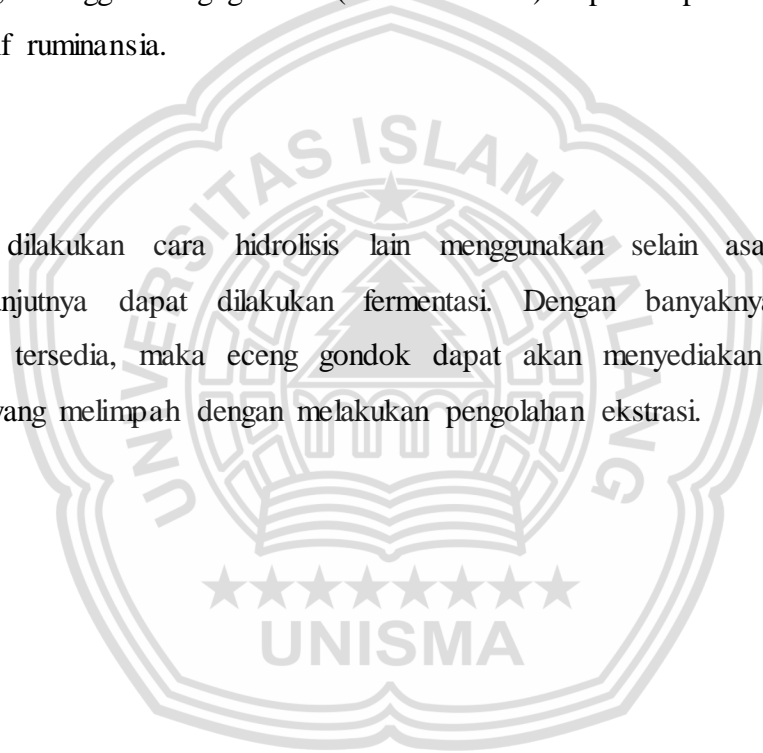 f ruminansia.
UNIVERSITAS ISLAM MALANG
dilakukan cara hidrolisis lain menggunakan selain asa
njutnya dapat dilakukan fermentasi. Dengan banyaknya
tersedia, maka eceng gondok dapat akan menyediakan
yang melimpah dengan melakukan pengolahan ekstrasi.
UNISMA